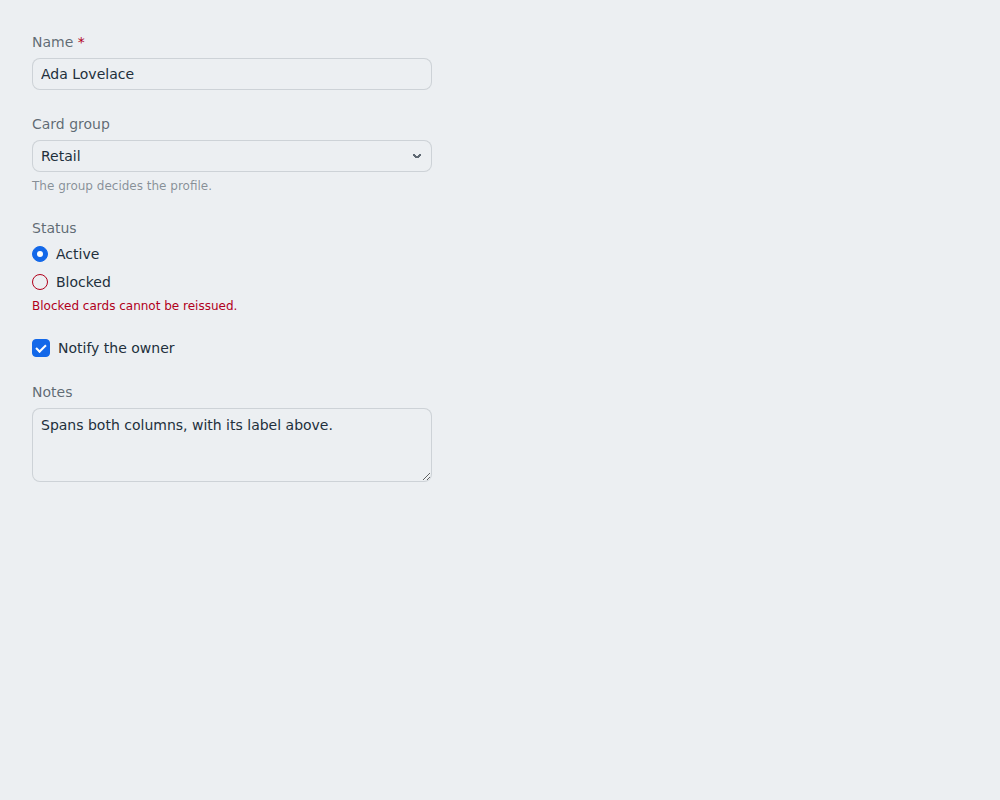 Name *
Ada Lovelace
Card group
Retail
The group decides the profile.
Status
Active
Blocked
Blocked cards cannot be reissued.
Notify the owner
Notes
Spans both columns, with its label above.